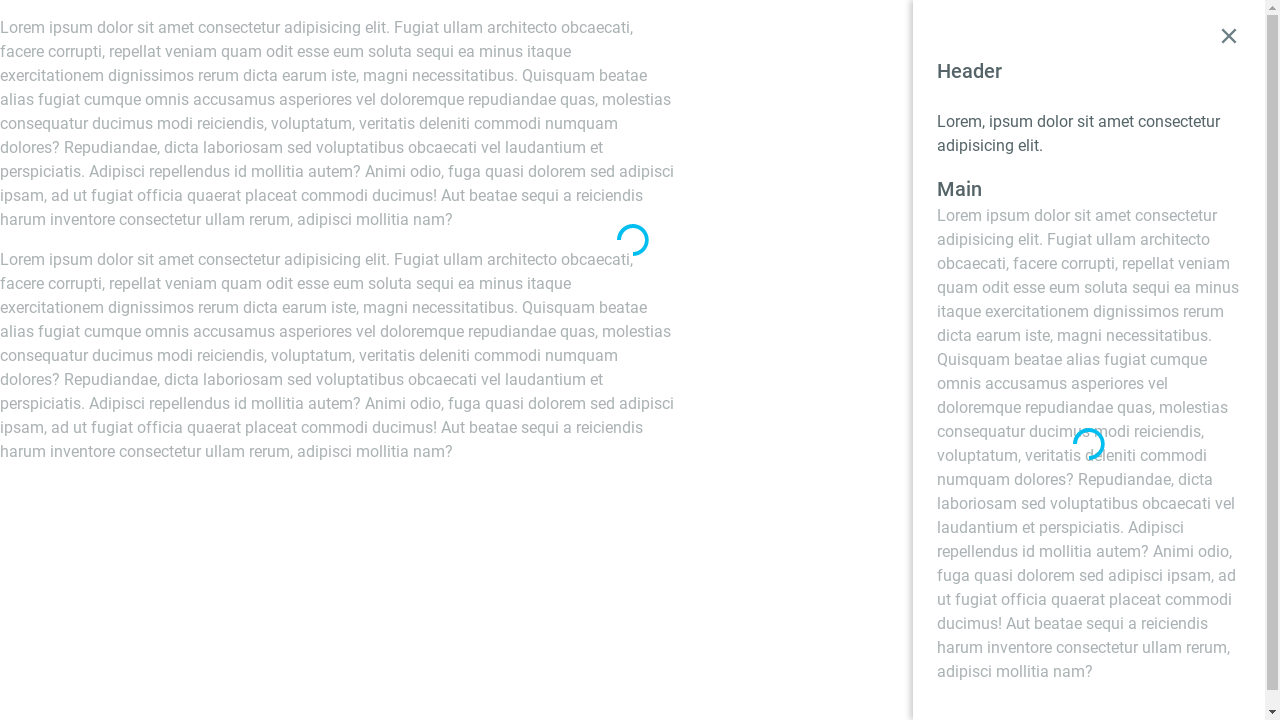 Lorem ipsum dolor sit amet consectetur adipisicing elit. Fugiat ullam architecto obcaecati,
facere corrupti, repellat veniam quam odit esse eum soluta sequi ea minus itaque
exercitationem dignissimos rerum dicta earum iste, magni necessitatibus. Quisquam beatae
alias fugiat cumque omnis accusamus asperiores vel doloremque repudiandae quas, molestias
consequatur ducimus modi reiciendis, voluptatum, veritatis deleniti commodi numquam
dolores? Repudiandae, dicta laboriosam sed voluptatibus obcaecati vel laudantium et
perspiciatis. Adipisci repellendus id mollitia autem? Animi odio, fuga quasi dolorem sed adipisci
ipsam, ad ut fugiat officia quaerat placeat commodi ducimus! Aut beatae sequi a reiciendis
harum inventore consectetur ullam rerum, adipisci mollitia nam?
Lorem ipsum dolor sit amet consectetur adipisicing elit. Fugiat ullam architecto obcaecati,
facere corrupti, repellat veniam quam odit esse eum soluta sequi ea minus itaque
exercitationem dignissimos rerum dicta earum iste, magni necessitatibus. Quisquam beatae
alias fugiat cumque omnis accusamus asperiores vel doloremque repudiandae quas, molestias
consequatur ducimus modi reiciendis, voluptatum, veritatis deleniti commodi numquam
dolores? Repudiandae, dicta laboriosam sed voluptatibus obcaecati vel laudantium et
perspiciatis. Adipisci repellendus id mollitia autem? Animi odio, fuga quasi dolorem sed adipisci
ipsam, ad ut fugiat officia quaerat placeat commodi ducimus! Aut beatae sequi a reiciendis
harum inventore consectetur ullam rerum, adipisci mollitia nam?
Header
Lorem, ipsum dolor sit amet consectetur
adipisicing elit.
Main
Lorem ipsum dolor sit amet consectetur
adipisicing elit. Fugiat ullam architecto
obcaecati, facere corrupti, repellat veniam
quam odit esse eum soluta sequi ea minus
itaque exercitationem dignissimos rerum
dicta earum iste, magni necessitatibus.
Quisquam beatae alias fugiat cumque
omnis accusamus asperiores vel
doloremque repudiandae quas, molestias
consequatur ducimus modi reiciendis,
voluptatum, veritatis deleniti commodi
numquam dolores? Repudiandae, dicta
laboriosam sed voluptatibus obcaecati vel
laudantium et perspiciatis. Adipisci
repellendus id mollitia autem? Animi odio,
fuga quasi dolorem sed adipisci ipsam, ad
ut fugiat officia quaerat placeat commodi
ducimus! Aut beatae sequi a reiciendis
harum inventore consectetur ullam rerum,
adipisci mollitia nam?